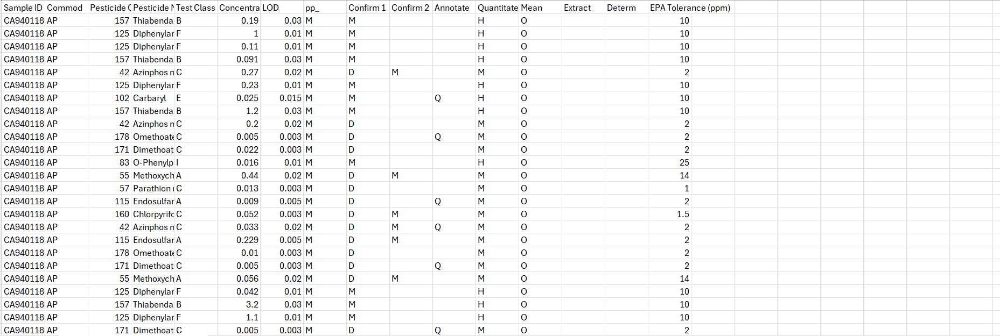 Sample ID Commod Pesticide C Pesticide N Test Class Concentra LOD pp_ Confirm 1 Confirm 2 Annotate Quantitate Mean Extract Determ EPA Tolerance (ppm)
CA940118 AP 157 Thiabenda B 0.19 0.03 M M H O 10
CA940118 AP 125 Diphenylar F 1 0.01 M M H O 10
CA940118 AP 125 Diphenylar F 0.11 0.01 M M H O 10
CA940118 AP 157 Thiabenda B 0.091 0.03 M M H O 10
CA940118 AP 42 Azinphos n C 0.27 0.02 M D M M O 2
CA940118 AP 125 Diphenylar F 0.23 0.01 M M H O 10
CA940118 AP 102 Carbaryl E 0.025 0.015 M M Q H O 10
CA940118 AP 157 Thiabenda B 1.2 0.03 M M H O 10
CA940118 AP 42 Azinphos n C 0.2 0.02 M D M O 2
CA940118 AP 178 Omethoate C 0.005 0.003 M D Q M O 2
CA940118 AP 171 Dimethoat C 0.022 0.003 M D M O 2
CA940118 AP 83 O-Phenylp I 0.016 0.01 M M H O 25
CA940118 AP 55 Methoxych A 0.44 0.02 M D M M O 14
CA940118 AP 57 Parathion C 0.013 0.003 M D M O 1
CA940118 AP 115 Endosulfan A 0.009 0.005 M D Q M O 2
CA940118 AP 160 Chlorpyrifo C 0.052 0.003 M D M M O 1.5
CA940118 AP 42 Azinphos n C 0.033 0.02 M D M Q M O 2
CA940118 AP 115 Endosulfan A 0.229 0.005 M D M M O 2
CA940118 AP 178 Omethoate C 0.01 0.003 M D M O 2
CA940118 AP 171 Dimethoat C 0.005 0.003 M D Q M O 2
CA940118 AP 55 Methoxych A 0.056 0.02 M D M M O 14
CA940118 AP 125 Diphenylar F 0.042 0.01 M M H O 10
CA940118 AP 157 Thiabenda B 3.2 0.03 M M H O 10
CA940118 AP 125 Diphenylar F 1.1 0.01 M M H O 10
CA940118 AP 171 Dimethoat C 0.005 0.003 M D Q M O 2